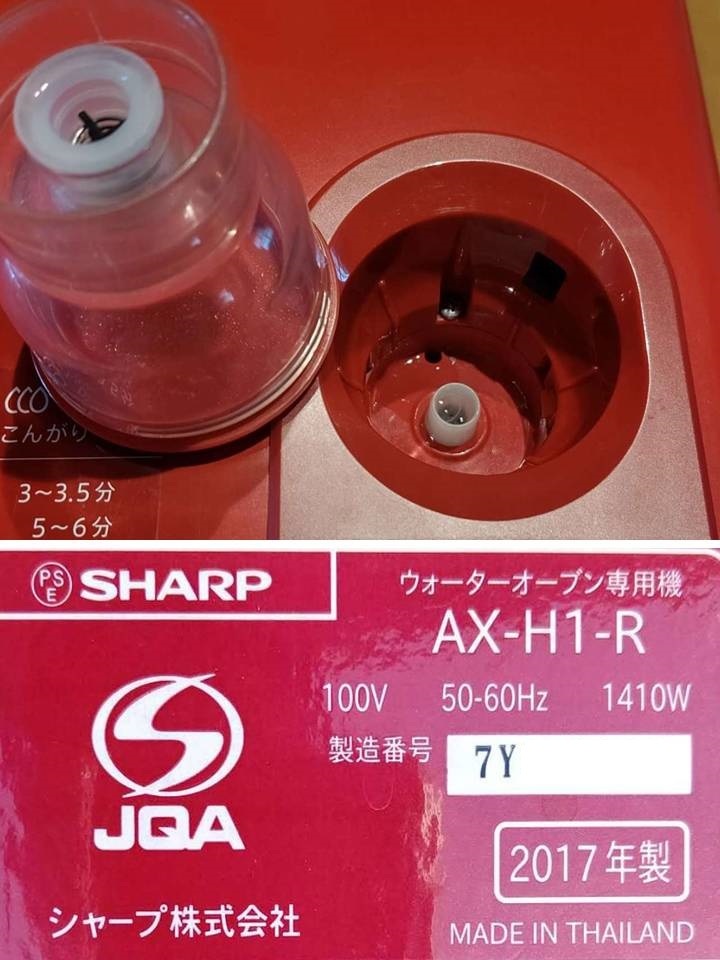 こんがり
3～3.5分
5～6分
PS
E
SHARP
ウォーターオーブン専用機
AX-H1-R
100V 50-60Hz 1410W
製造番号 7Y
JQA
2017年製
シャープ株式会社
MADE IN THAILAND